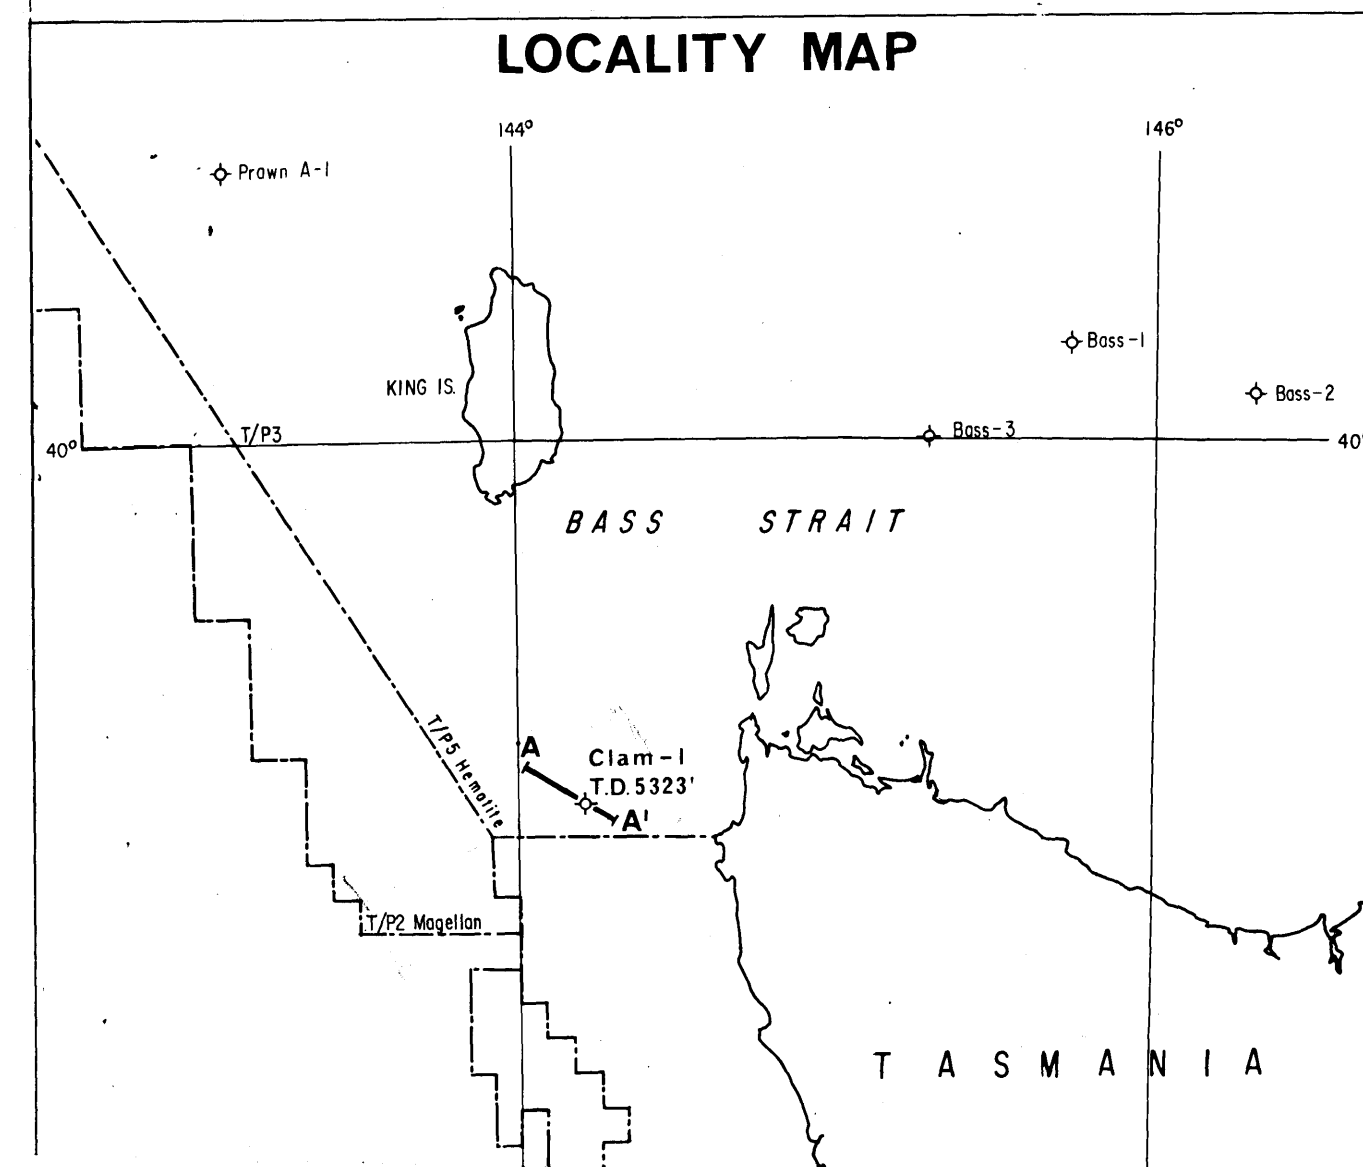 LOCALITY MAP
144°
146°
Prawn A-1
Bass-1
KING IS.
Bass-2
T/P3
Bass-3
40°
40°
BASS STRAIT
T/P5 Hematite
A
Clam-1
T.D. 5323'
A'
T/P2 Magellan
TASMANIA